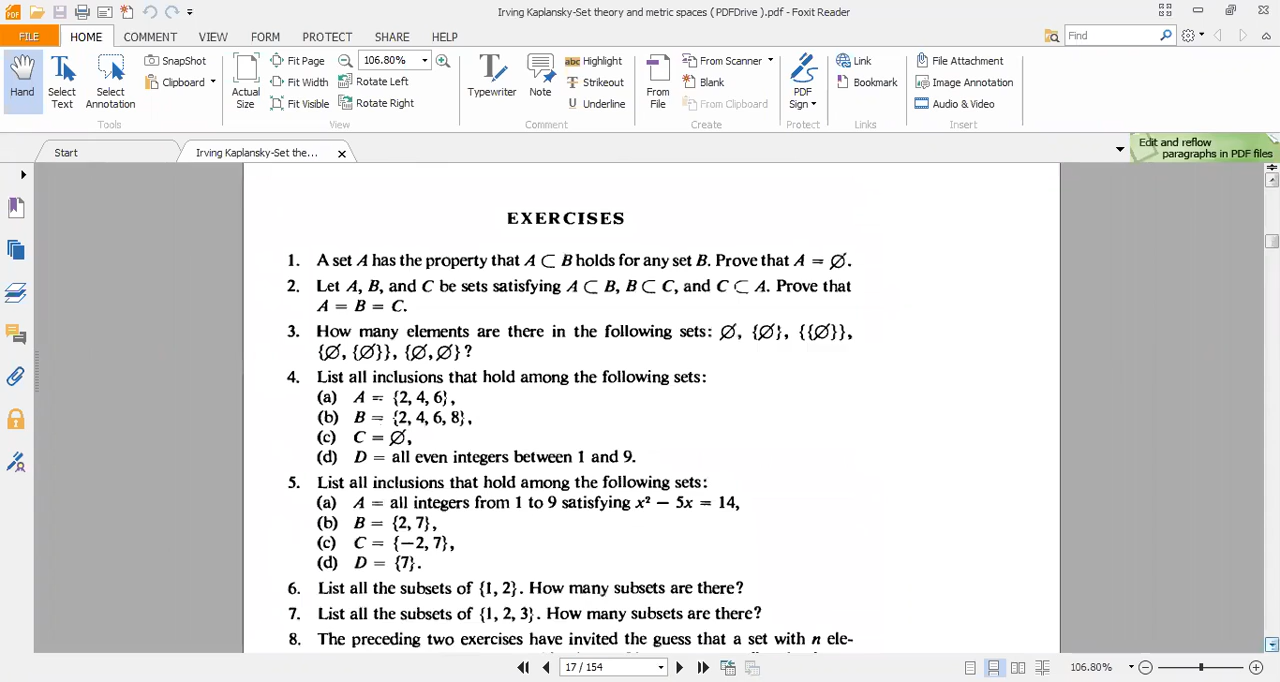 Irving Kaplansky-Set theory and metric spaces ( PDFDrive ).pdf - Foxit Reader
FILE HOME COMMENT VIEW FORM PROTECT SHARE HELP Find
Hand Select Text Select Annotation SnapShot Clipboard
Tools
Actual Size Fit Page Fit Width Fit Visible 106.80% Rotate Left Rotate Right
View
Typewriter Note Highlight Strikeout Underline
Comment
From File From Scanner Blank From Clipboard
Create
PDF Sign
Protect
Link Bookmark
Links
File Attachment Image Annotation Audio & Video
Insert
Start Irving Kaplansky-Set the...
Edit and reflow
paragraphs in PDF files
EXERCISES
1. A set A has the property that A ⊂ B holds for any set B. Prove that A = ∅.
2. Let A, B, and C be sets satisfying A ⊂ B, B ⊂ C, and C ⊂ A. Prove that
A = B = C.
3. How many elements are there in the following sets: ∅, {∅}, {{∅}},
{∅, {∅}}, {∅,∅}?
4. List all inclusions that hold among the following sets:
(a) A = {2, 4, 6},
(b) B = {2, 4, 6, 8},
(c) C = ∅,
(d) D = all even integers between 1 and 9.
5. List all inclusions that hold among the following sets:
(a) A = all integers from 1 to 9 satisfying x² − 5x = 14,
(b) B = {2, 7},
(c) C = {−2, 7},
(d) D = {7}.
6. List all the subsets of {1, 2}. How many subsets are there?
7. List all the subsets of {1, 2, 3}. How many subsets are there?
8. The preceding two exercises have invited the guess that a set with n ele-
17 / 154 106.80%